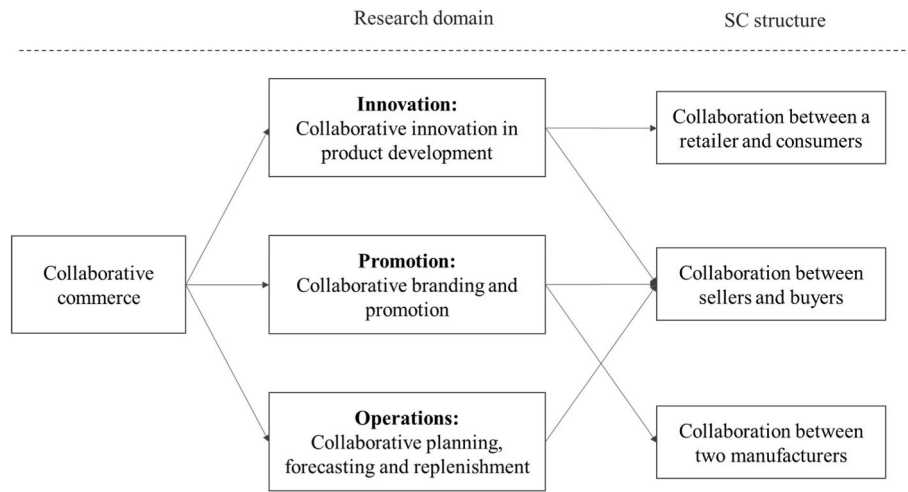 Research domain
SC structure
Innovation:
Collaborative innovation in
product development
Collaboration between a
retailer and consumers
Collaborative
commerce
Promotion:
Collaborative branding and
promotion
Collaboration between
sellers and buyers
Operations:
Collaborative planning,
forecasting and replenishment
Collaboration between
two manufacturers